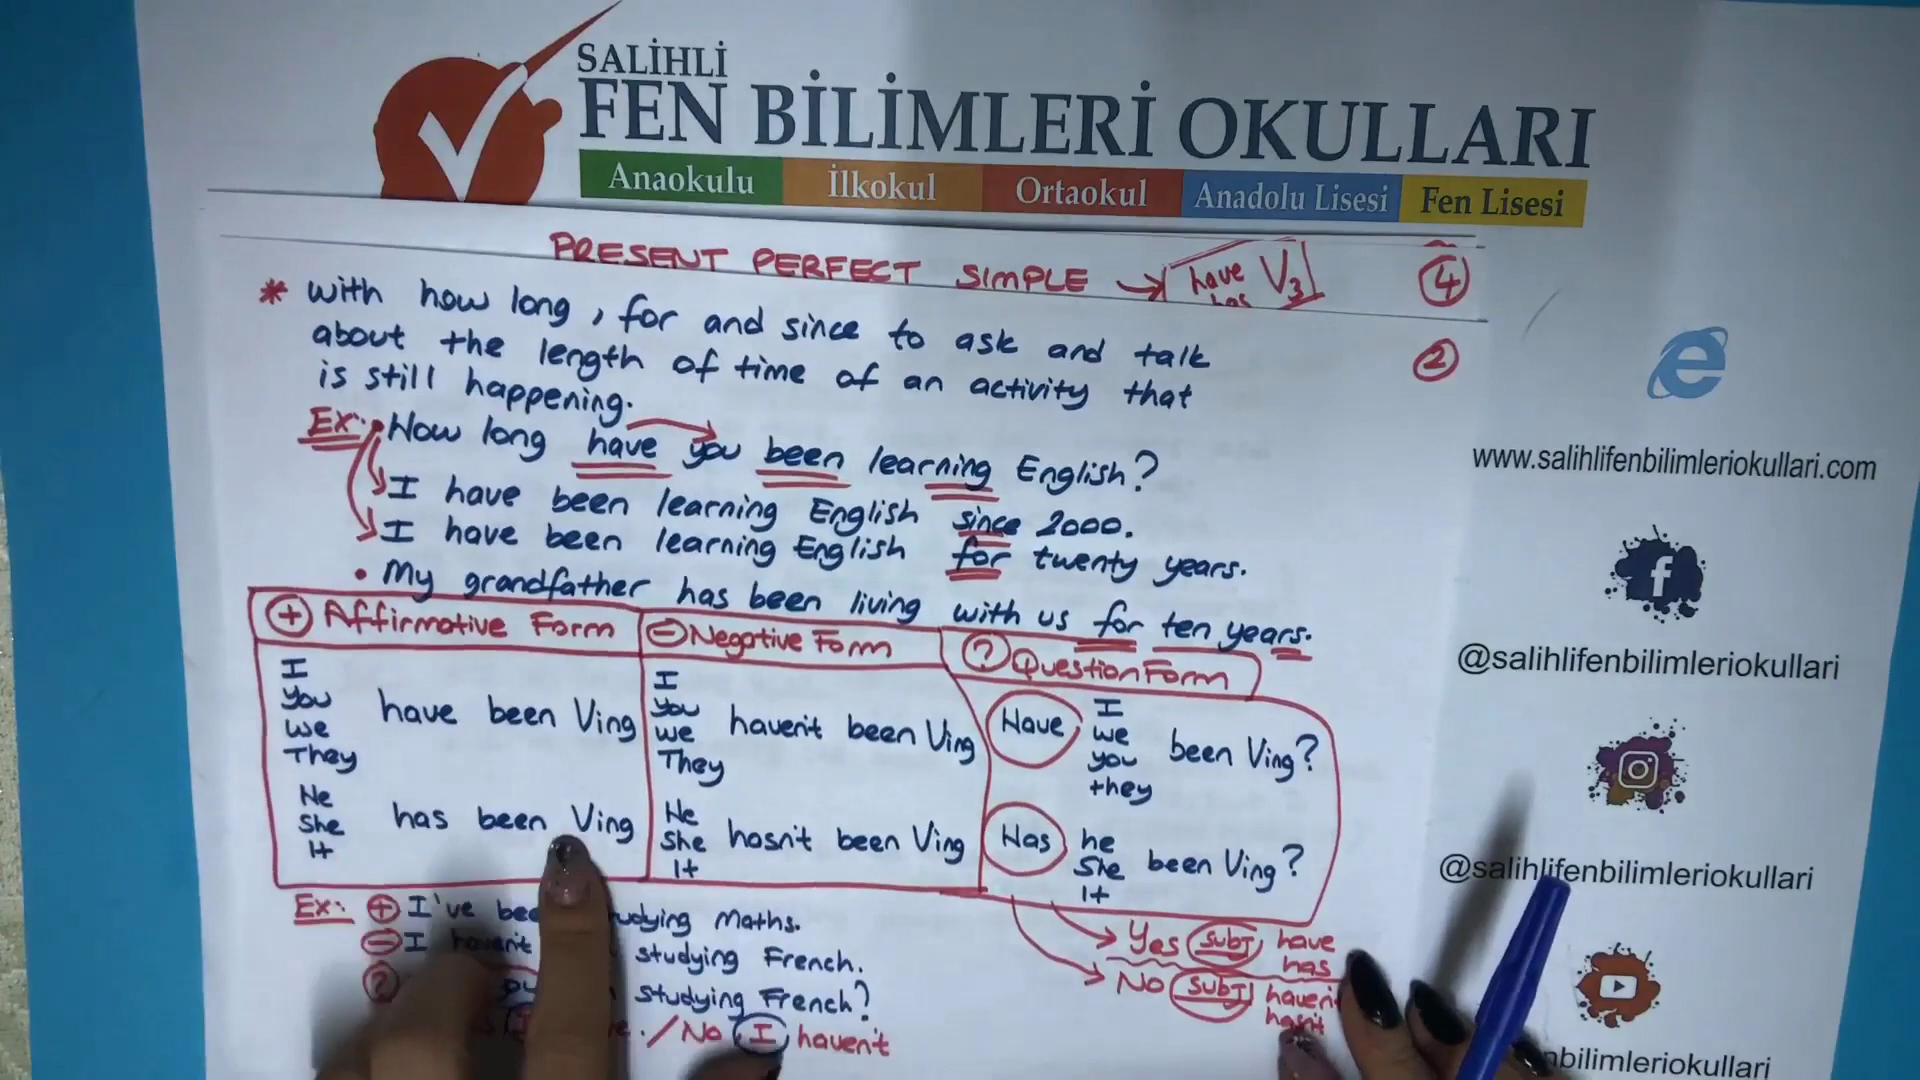 SALİHLİ
FEN BİLİMLERİ OKULLARI
Anaokulu İlkokul Ortaokul Anadolu Lisesi Fen Lisesi
PRESENT PERFECT SIMPLE → have has V3 4
* with how long, for and since to ask and talk
about the length of time of an activity that
is still happening.
2
Ex: • How long have you been learning English?
I have been learning English since 2000.
I have been learning English for twenty years.
• My grandfather has been living with us for ten years.
+ Affirmative Form
I
You
We
They
have been Ving
He
She
It
has been Ving
- Negative Form
I
You
We
They
haven't been Ving
He
She
It
hasn't been Ving
? Question Form
Have
I
we
you
they
been Ving?
Has
he
She
It
been Ving?
Yes subj have
has
No subj haven't
hasn't
Ex: + I've studying Maths.
- I haven't studying French.
? studying French?
I / No I haven't
www.salihlifenbilimleriokullari.com
@salihlifenbilimleriokullari
@salihlifenbilimleriokullari
nbilimleriokullari